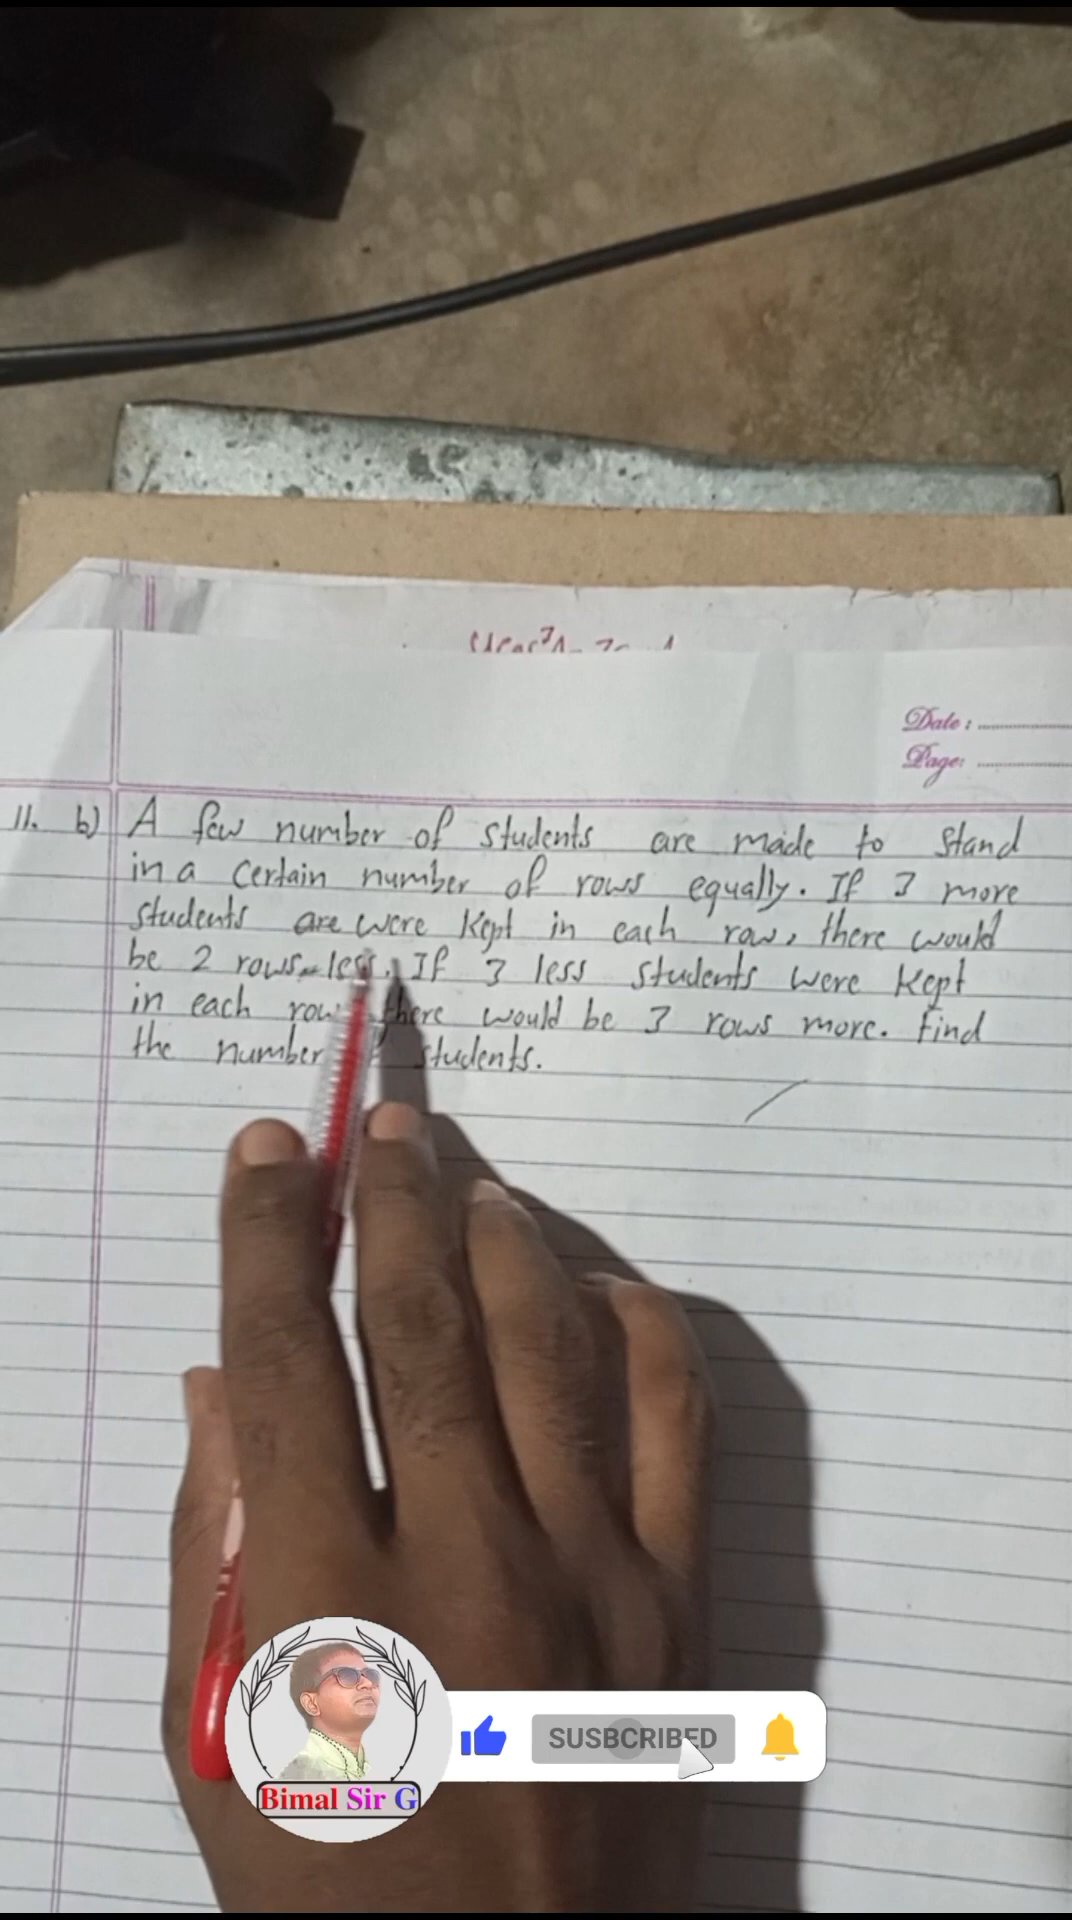 Date :
Page:
11. b) A few number of students are made to stand
in a certain number of rows equally. If 3 more
students are were kept in each row, there would
be 2 rows less. If 3 less students were kept
in each row there would be 3 rows more. Find
the number students.
SUSBCRIBED
Bimal Sir G